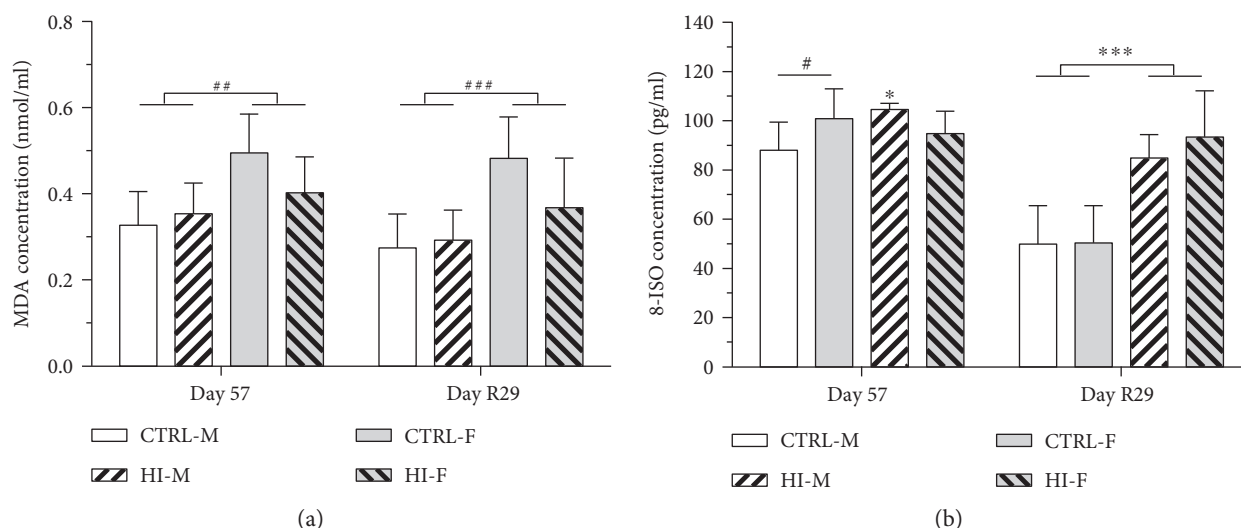 MDA concentration (nmol/ml)
0.8
0.6
0.4
0.2
0.0
##
###
Day 57
Day R29
CTRL-M
CTRL-F
HI-M
HI-F
(a)
8-ISO concentration (pg/ml)
140
120
100
80
60
40
20
0
#
*
***
Day 57
Day R29
CTRL-M
CTRL-F
HI-M
HI-F
(b)